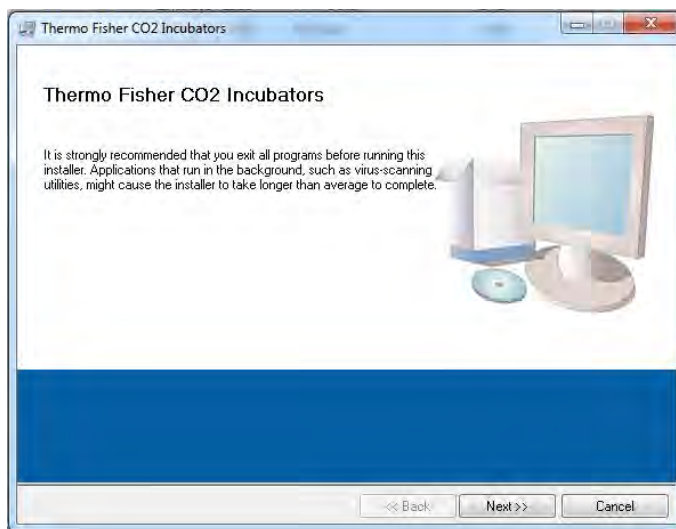 Thermo Fisher CO2 Incubators
Thermo Fisher CO2 Incubators
It is strongly recommended that you exit all programs before running this
installer. Applications that run in the background, such as virus-scanning
utilities, might cause the installer to take longer than average to complete.
<< Back
Next >>
Cancel